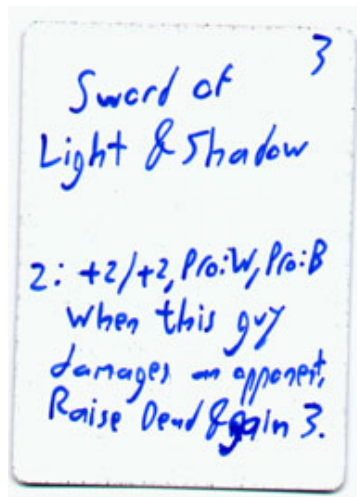 3
Sword of
Light & Shadow
2: +2/+2, Pro:W, Pro:B
When this guy
damages an opponent,
Raise Dead & gain 3.